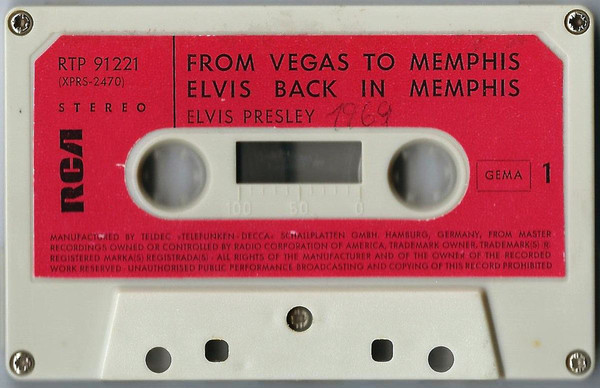 RTP 91221
(XPRS-2470)
STEREO
FROM VEGAS TO MEMPHIS
ELVIS BACK IN MEMPHIS
ELVIS PRESLEY 1969
RCA
GEMA 1
100 50 0
MANUFACTURED BY TELDEC »TELEFUNKEN-DECCA« SCHALLPLATTEN GMBH, HAMBURG, GERMANY, FROM MASTER
RECORDINGS OWNED OR CONTROLLED BY RADIO CORPORATION OF AMERICA, TRADEMARK OWNER, TRADEMARK(S) ®
REGISTERED · MARKA(S) REGISTRADA(S) · ALL RIGHTS OF THE MANUFACTURER AND OF THE OWNER OF THE RECORDED
WORK RESERVED · UNAUTHORISED PUBLIC PERFORMANCE BROADCASTING AND COPYING OF THIS RECORD PROHIBITED